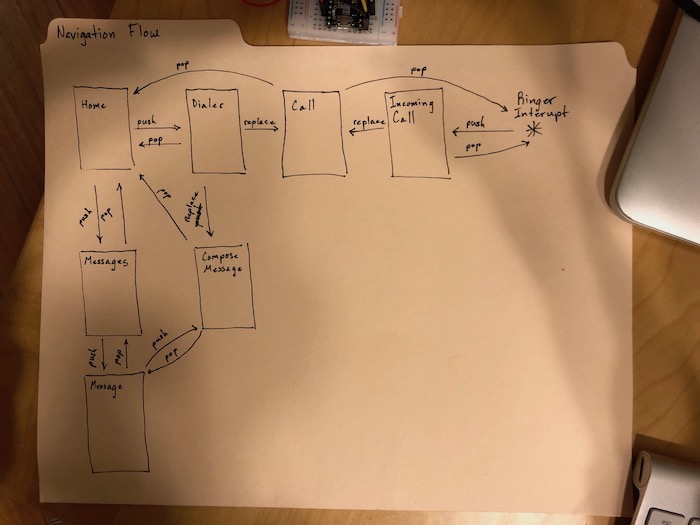 Navigation Flow
pop
pop
Home
Dialer
Call
Incoming
Call
Ringer
Interupt
push
pop
replace
replace
push
pop
push
pop
pop
replace
Messages
Compose
Message
push
pop
push
pop
Message